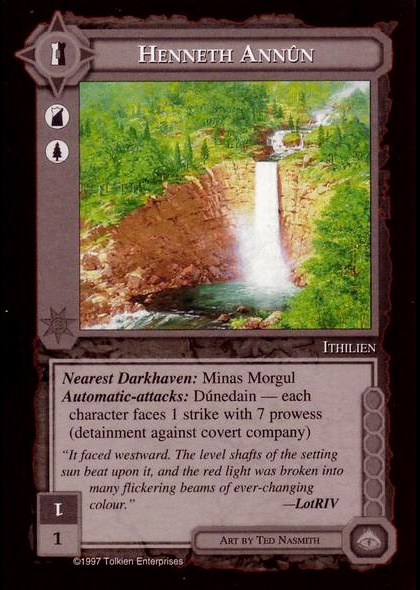 Henneth Annûn
Ithilien
Nearest Darkhaven: Minas Morgul
Automatic-attacks: Dúnedain — each
character faces 1 strike with 7 prowess
(detainment against covert company)
“It faced westward. The level shafts of the setting
sun beat upon it, and the red light was broken into
many flickering beams of ever-changing
colour.” —LotRIV
1
1
Art by Ted Nasmith
©1997 Tolkien Enterprises